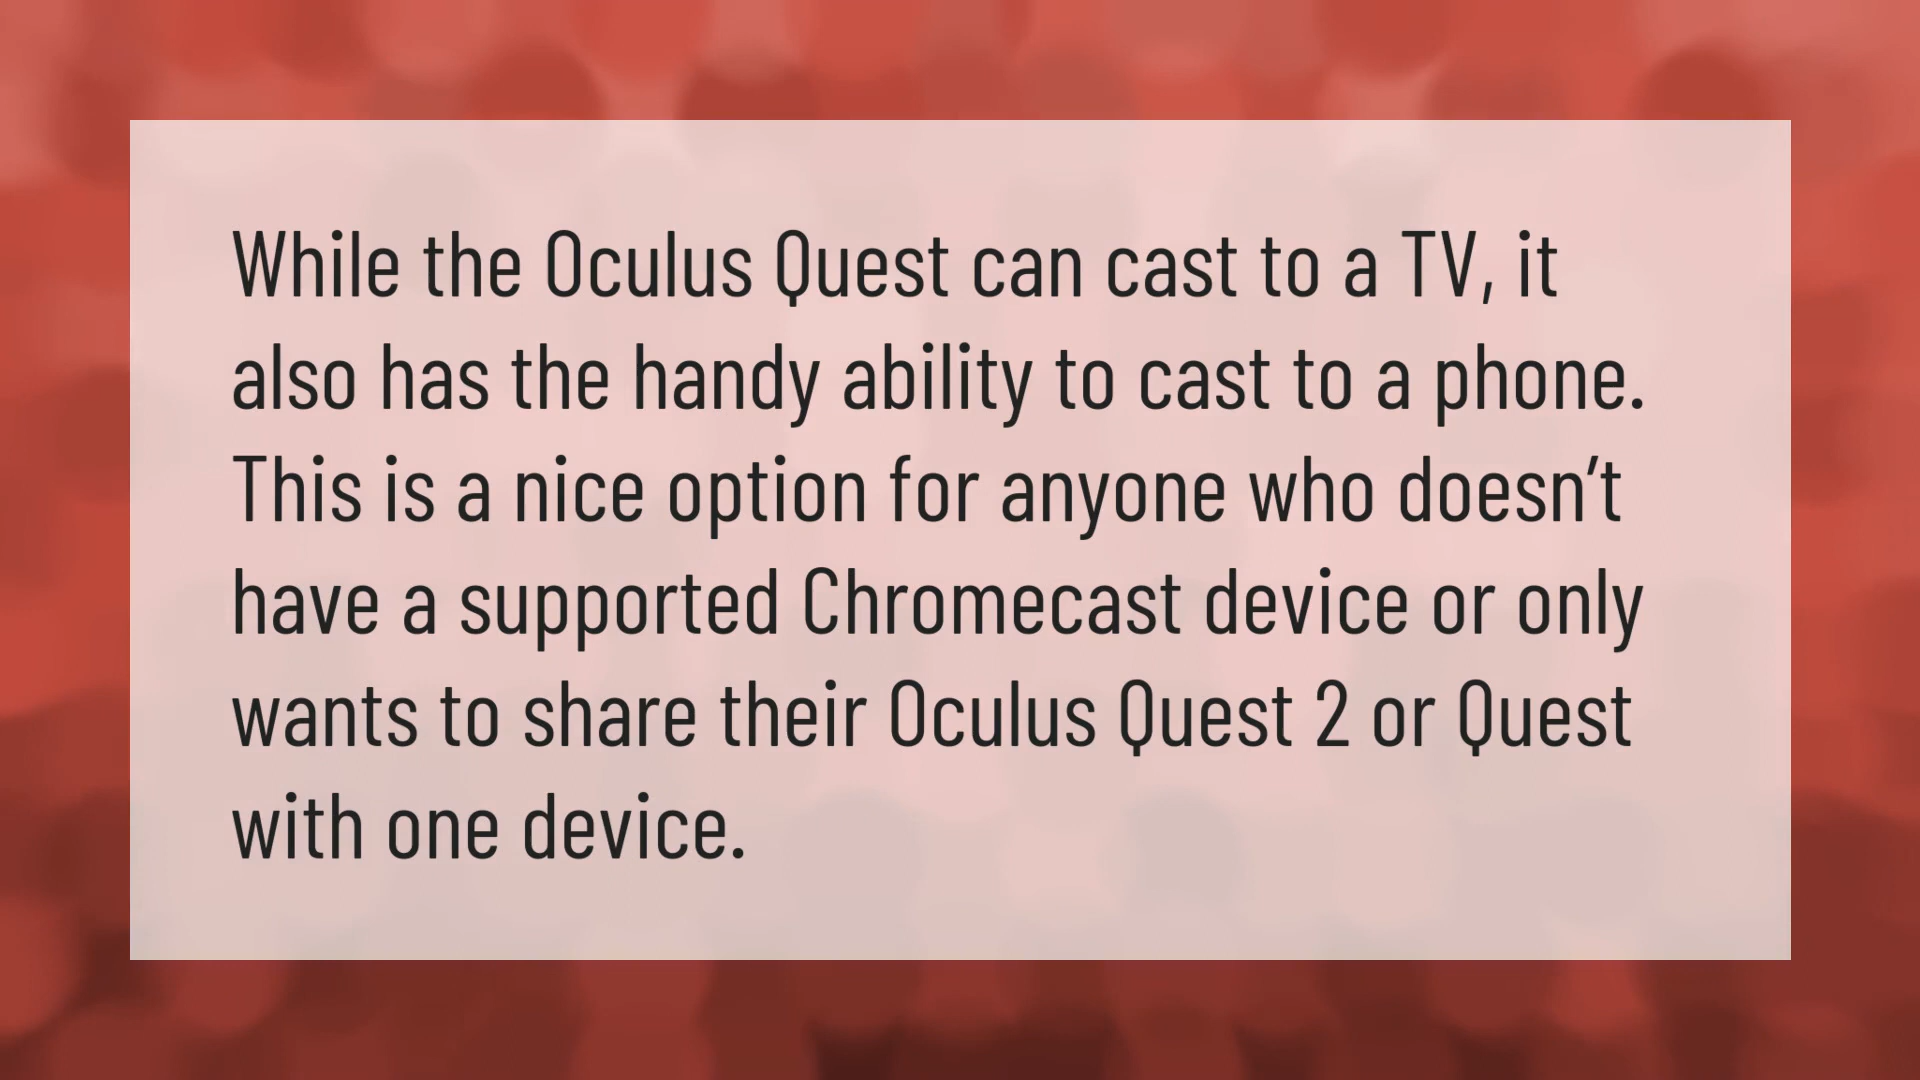 While the Oculus Quest can cast to a TV, it
also has the handy ability to cast to a phone.
This is a nice option for anyone who doesn’t
have a supported Chromecast device or only
wants to share their Oculus Quest 2 or Quest
with one device.